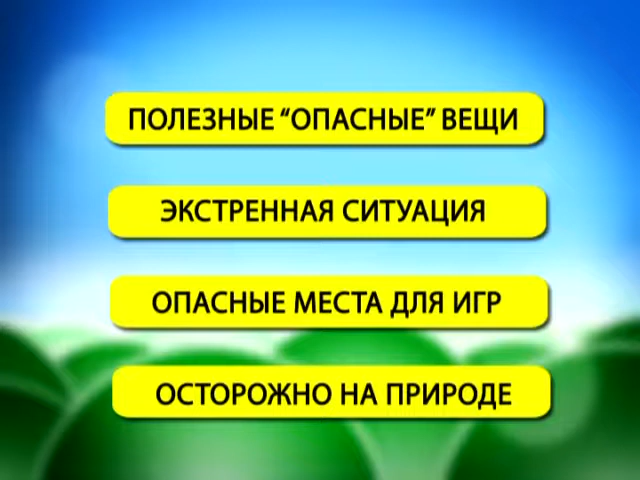 ПОЛЕЗНЫЕ “ОПАСНЫЕ” ВЕЩИ
ЭКСТРЕННАЯ СИТУАЦИЯ
ОПАСНЫЕ МЕСТА ДЛЯ ИГР
ОСТОРОЖНО НА ПРИРОДЕ